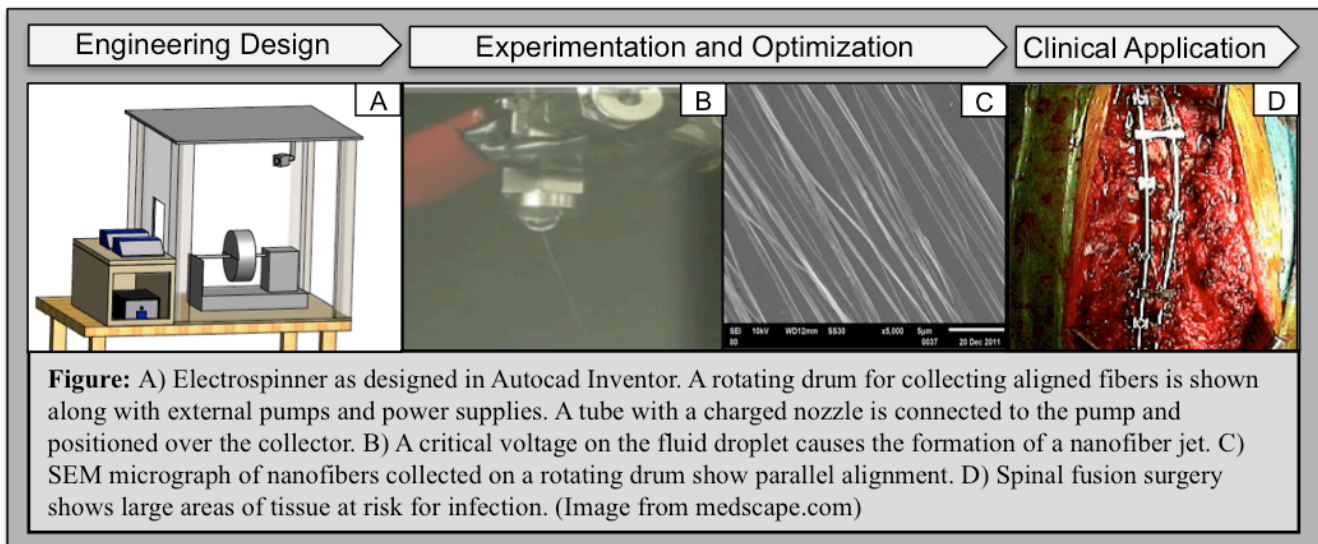 Engineering Design
Experimentation and Optimization
Clinical Application
A
B
C
D
SEI 10kV WD12mm SS30 x5,000 5µm
80 0037 20 Dec 2011
Figure: A) Electrospinner as designed in Autocad Inventor. A rotating drum for collecting aligned fibers is shown
along with external pumps and power supplies. A tube with a charged nozzle is connected to the pump and
positioned over the collector. B) A critical voltage on the fluid droplet causes the formation of a nanofiber jet. C)
SEM micrograph of nanofibers collected on a rotating drum show parallel alignment. D) Spinal fusion surgery
shows large areas of tissue at risk for infection. (Image from medscape.com)